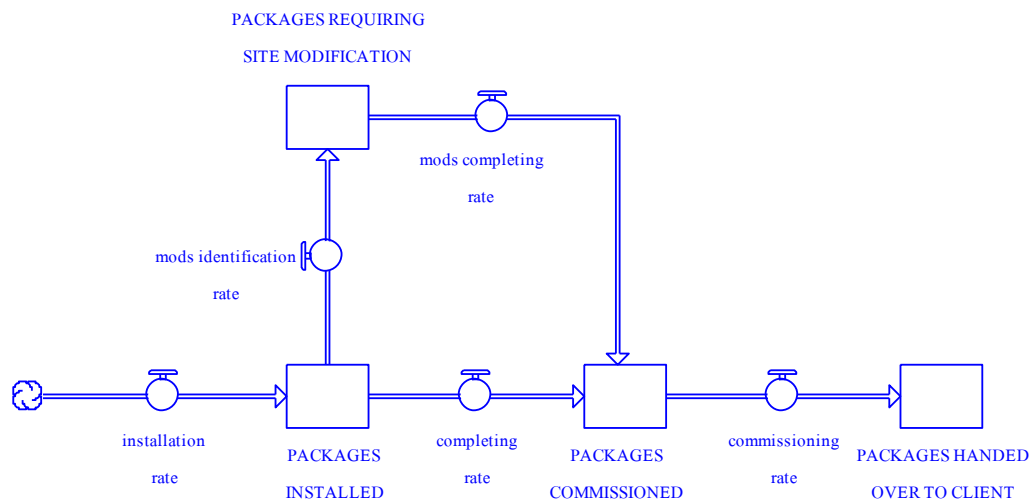 PACKAGES REQUIRING
SITE MODIFICATION
mods completing
rate
mods identification
rate
installation
rate
PACKAGES
INSTALLED
completing
rate
PACKAGES
COMMISSIONED
commissioning
rate
PACKAGES HANDED
OVER TO CLIENT